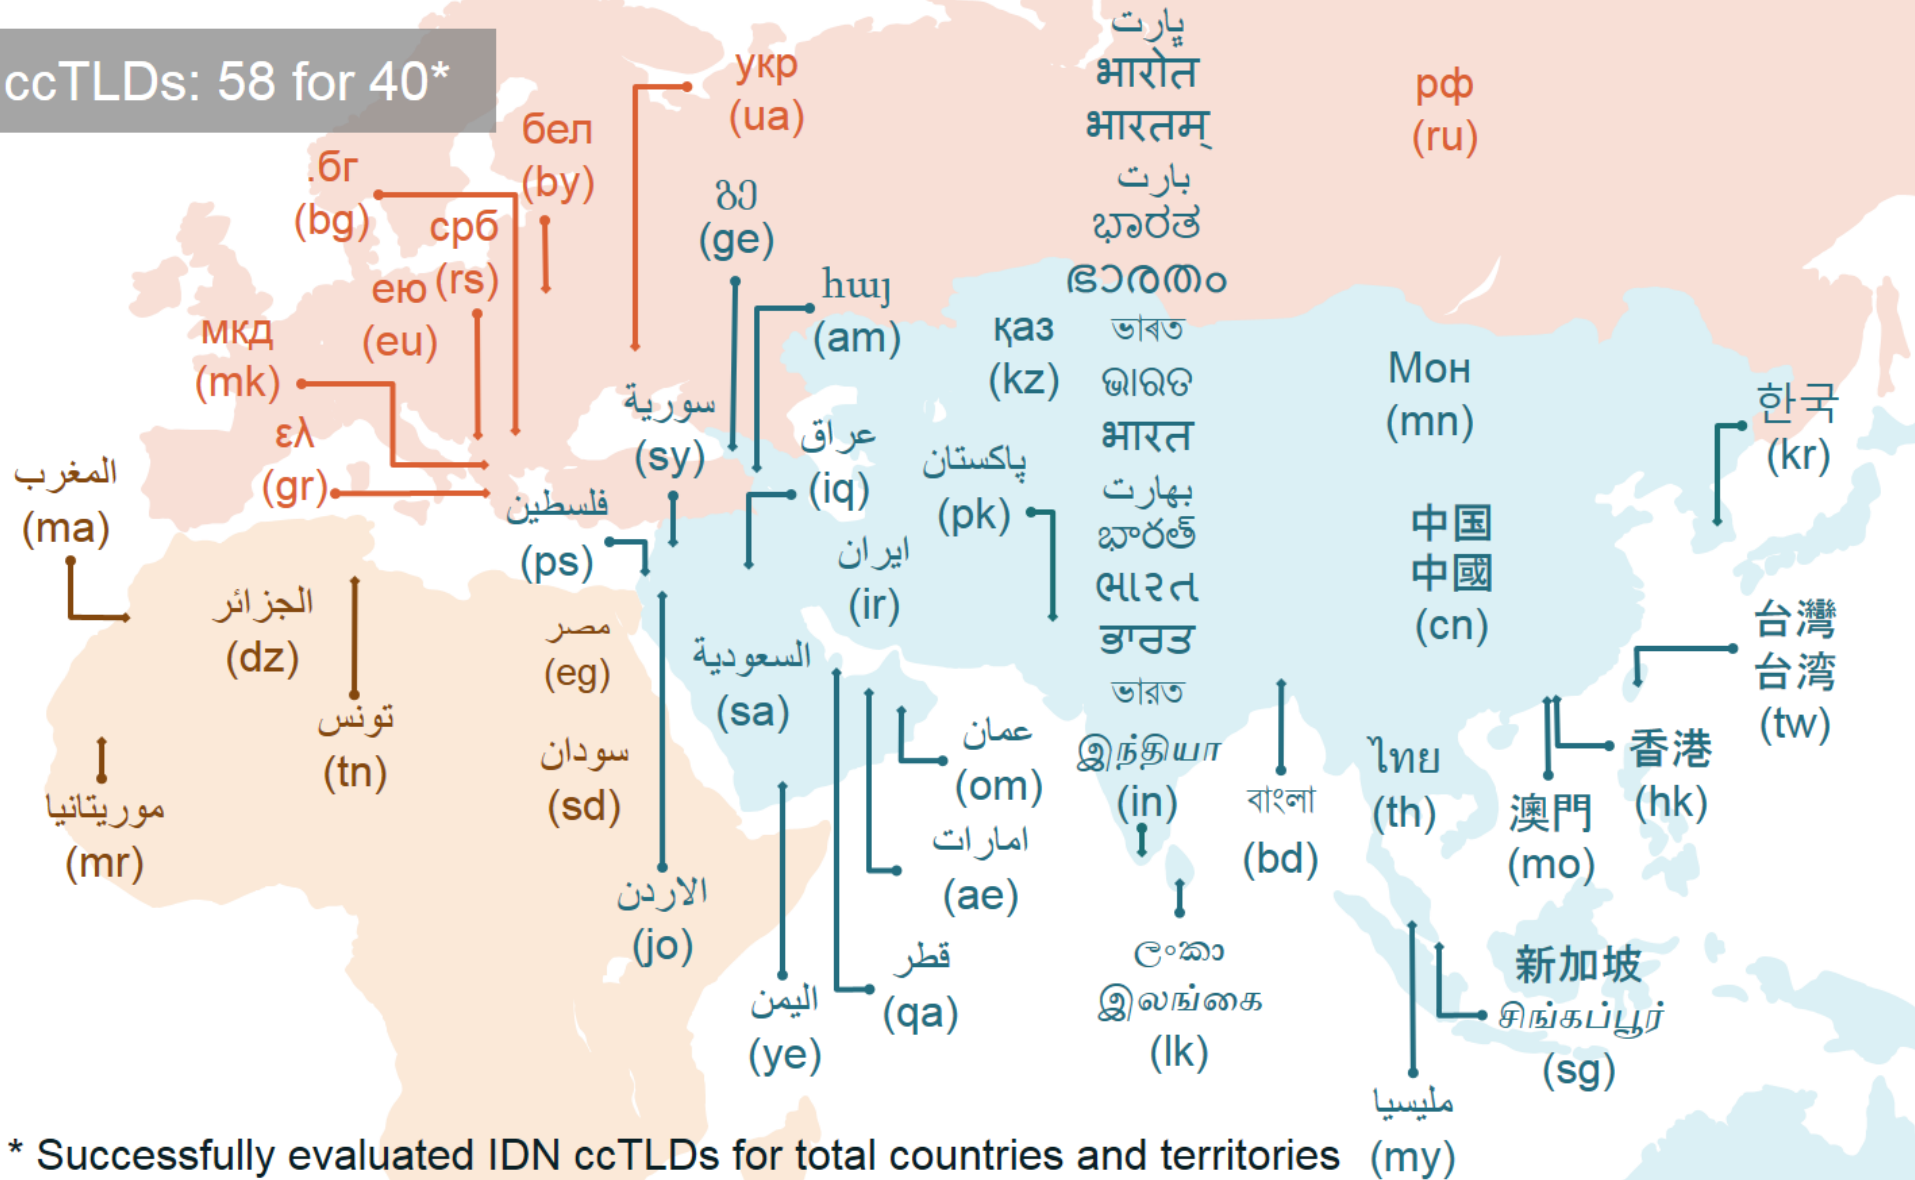 ccTLDs: 58 for 40*
укр
(ua)
бел
(by)
.бг
(bg)
срб
(rs)
ею
(eu)
мкд
(mk)
ελ
(gr)
рф
(ru)
გე
(ge)
հայ
(am)
қаз
(kz)
Мон
(mn)
한국
(kr)
سورية
(sy)
عراق
(iq)
پاکستان
(pk)
ایران
(ir)
فلسطين
(ps)
المغرب
(ma)
الجزائر
(dz)
تونس
(tn)
مصر
(eg)
سودان
(sd)
موريتانيا
(mr)
السعودية
(sa)
عمان
(om)
امارات
(ae)
قطر
(qa)
اليمن
(ye)
الاردن
(jo)
ڀارت
भारोत
भारतम्
بارت
ಭಾರತ
ഭാരതം
ভাৰত
ଭାରତ
भारत
بھارت
భారత్
ભારત
ਭਾਰਤ
ভারত
இந்தியா
(in)
বাংলা
(bd)
ලංකා
இலங்கை
(lk)
中国
中國
(cn)
台灣
台湾
(tw)
香港
(hk)
澳門
(mo)
ไทย
(th)
新加坡
சிங்கப்பூர்
(sg)
مليسيا
(my)
* Successfully evaluated IDN ccTLDs for total countries and territories